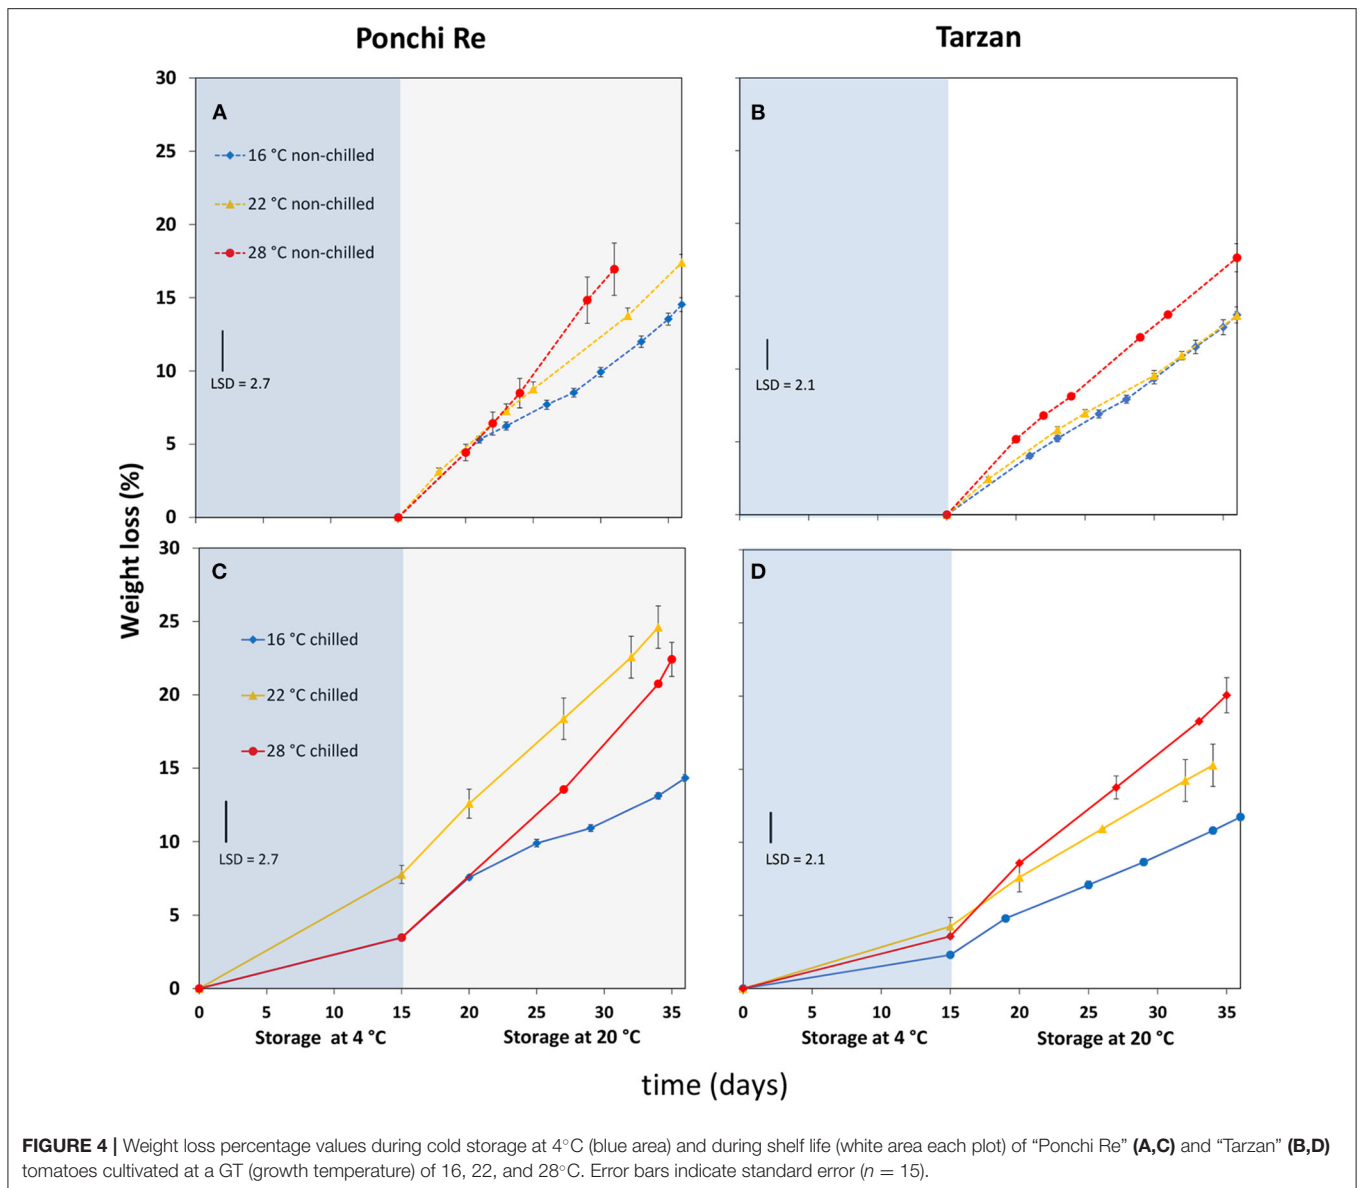 Ponchi Re
Tarzan
Weight loss (%)
30
25
20
15
10
5
0
A
16 °C non-chilled
22 °C non-chilled
28 °C non-chilled
LSD = 2.7
B
LSD = 2.1
30
25
20
15
10
5
0
C
16 °C chilled
22 °C chilled
28 °C chilled
LSD = 2.7
D
LSD = 2.1
0 5 10 15 20 25 30 35
0 5 10 15 20 25 30 35
Storage at 4 °C Storage at 20 °C
Storage at 4 °C Storage at 20 °C
time (days)
FIGURE 4 | Weight loss percentage values during cold storage at 4°C (blue area) and during shelf life (white area each plot) of “Ponchi Re” (A,C) and “Tarzan” (B,D)
tomatoes cultivated at a GT (growth temperature) of 16, 22, and 28°C. Error bars indicate standard error (n = 15).